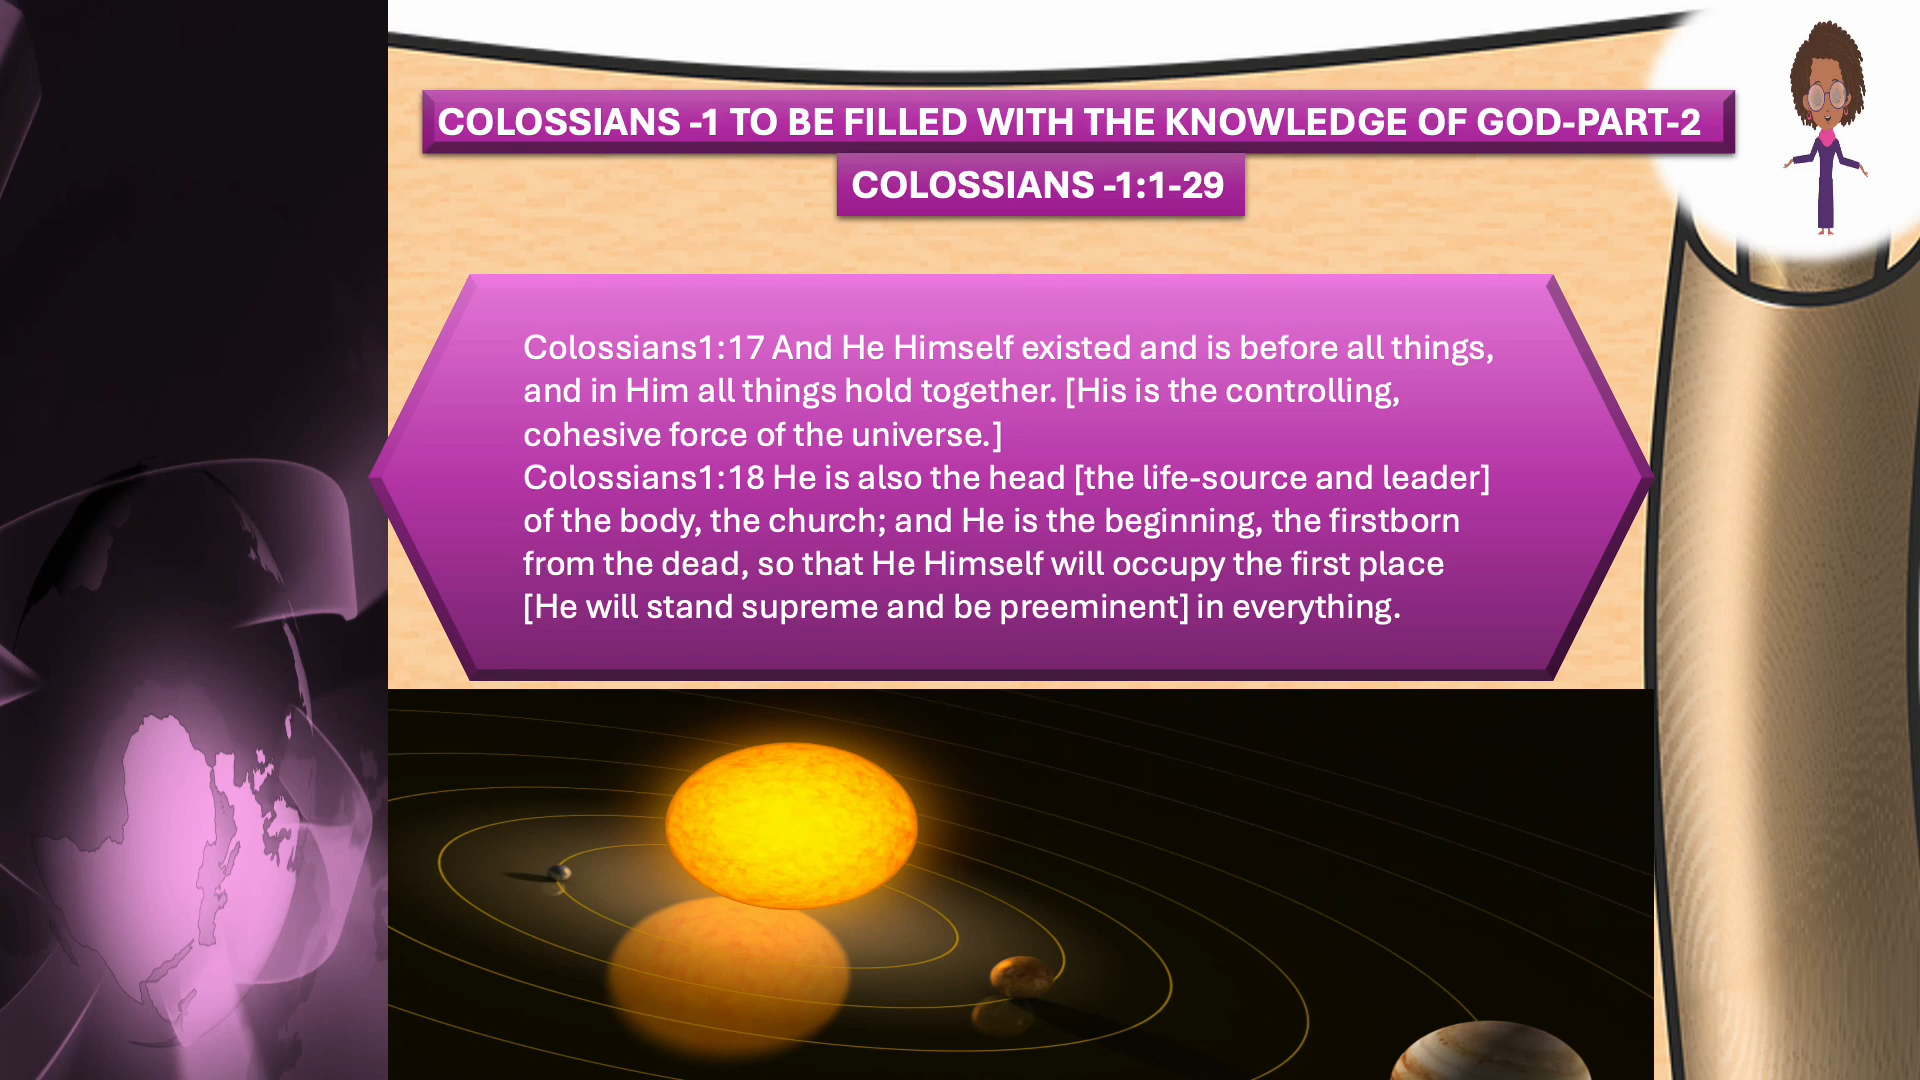 COLOSSIANS -1 TO BE FILLED WITH THE KNOWLEDGE OF GOD-PART-2
COLOSSIANS -1:1-29
Colossians1:17 And He Himself existed and is before all things,
and in Him all things hold together. [His is the controlling,
cohesive force of the universe.]
Colossians1:18 He is also the head [the life-source and leader]
of the body, the church; and He is the beginning, the firstborn
from the dead, so that He Himself will occupy the first place
[He will stand supreme and be preeminent] in everything.